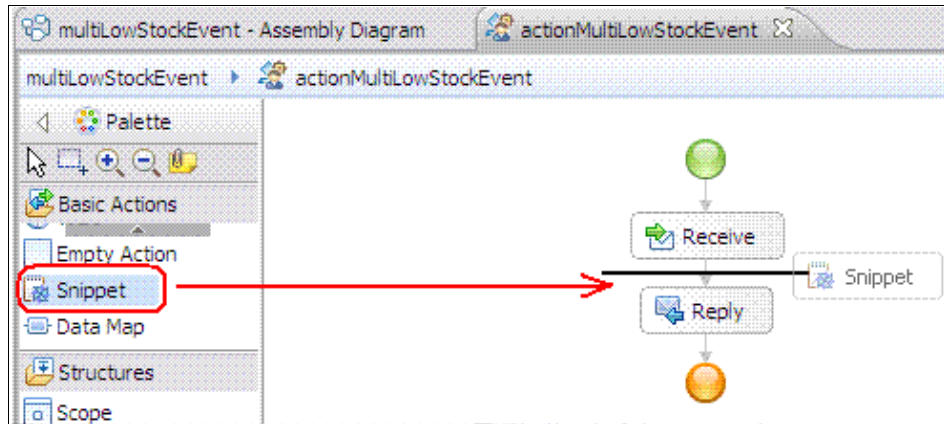 multiLowStockEvent - Assembly Diagram
actionMultiLowStockEvent
multiLowStockEvent
actionMultiLowStockEvent
Palette
Basic Actions
Empty Action
Snippet
Data Map
Structures
Scope
Receive
Snippet
Reply